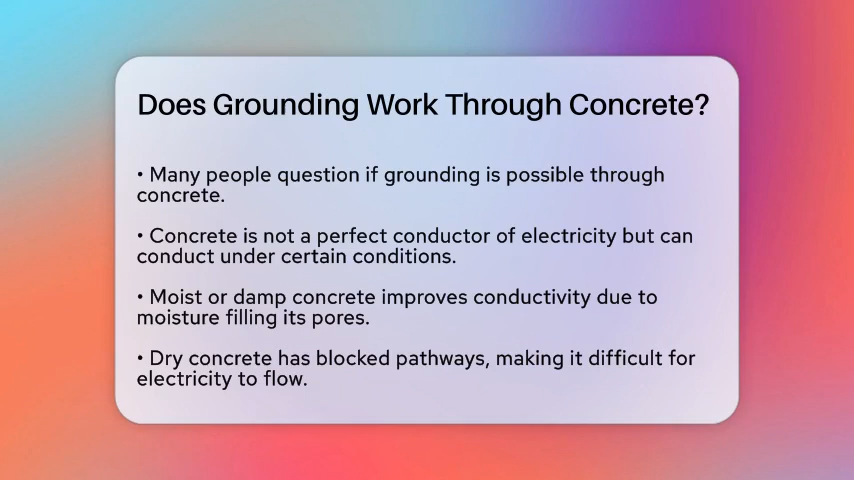 Does Grounding Work Through Concrete?
• Many people question if grounding is possible through
concrete.
• Concrete is not a perfect conductor of electricity but can
conduct under certain conditions.
• Moist or damp concrete improves conductivity due to
moisture filling its pores.
• Dry concrete has blocked pathways, making it difficult for
electricity to flow.